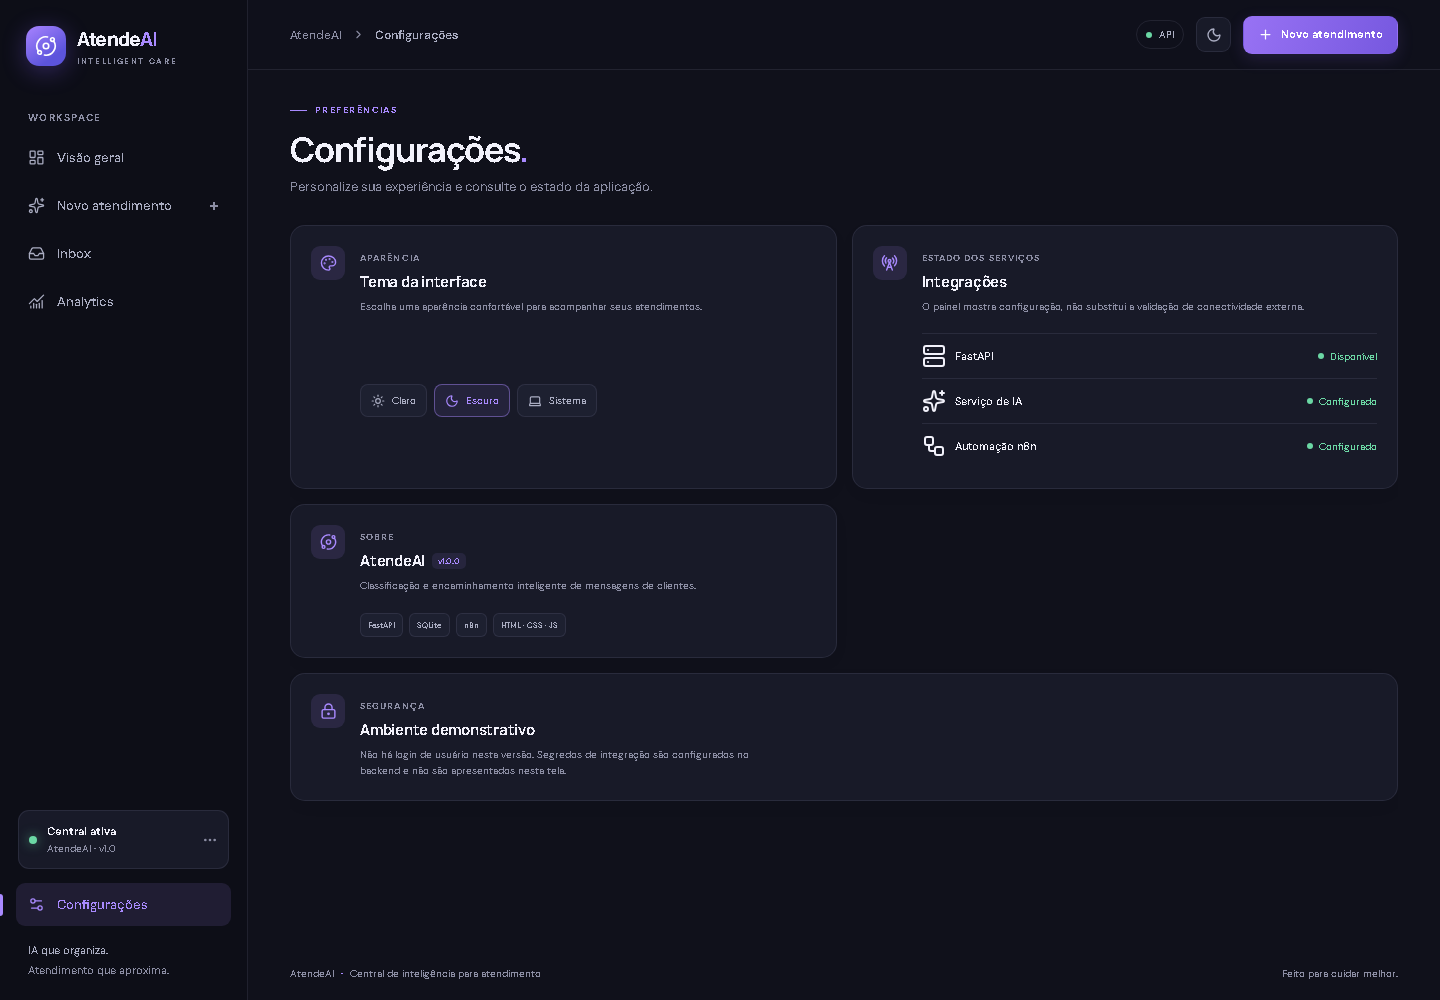 AtendeAI
INTELLIGENT CARE
WORKSPACE
Visão geral
Novo atendimento
Inbox
Analytics
Central ativa
AtendeAI · v1.0
Configurações
IA que organiza.
Atendimento que aproxima.
AtendeAI > Configurações
API
Novo atendimento
PREFERÊNCIAS
Configurações.
Personalize sua experiência e consulte o estado da aplicação.
APARÊNCIA
Tema da interface
Escolha uma aparência confortável para acompanhar seus atendimentos.
Claro
Escuro
Sistema
ESTADO DOS SERVIÇOS
Integrações
O painel mostra configuração, não substitui a validação de conectividade externa.
FastAPI
Disponível
Serviço de IA
Configurado
Automação n8n
Configurado
SOBRE
AtendeAI v1.0.0
Classificação e encaminhamento inteligente de mensagens de clientes.
FastAPI
SQLite
n8n
HTML · CSS · JS
SEGURANÇA
Ambiente demonstrativo
Não há login de usuário nesta versão. Segredos de integração são configurados no
backend e não são apresentados nesta tela.
AtendeAI · Central de inteligência para atendimento
Feito para cuidar melhor.